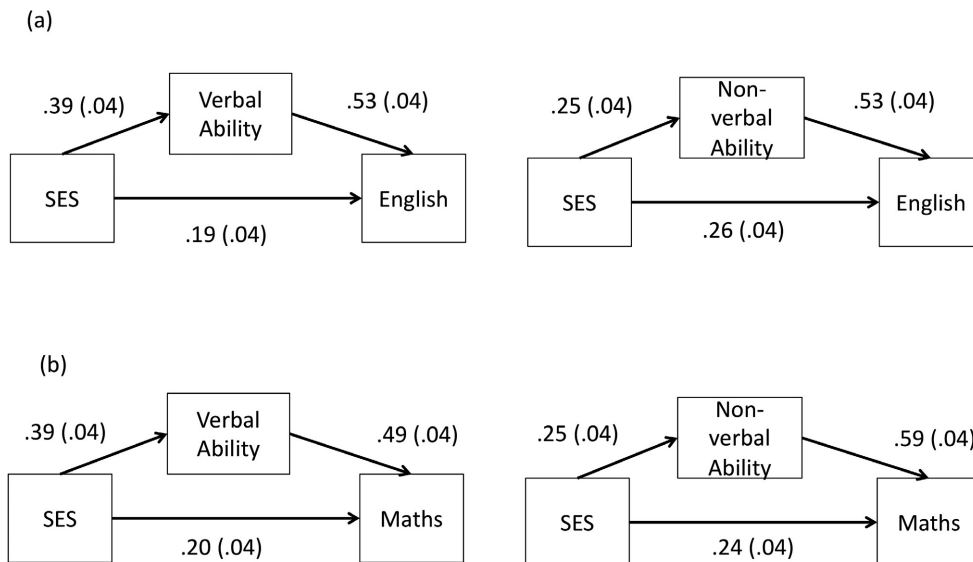 (a)
.39 (.04)
Verbal
Ability
.53 (.04)
SES
English
.19 (.04)
.25 (.04)
Non-
verbal
Ability
.53 (.04)
SES
English
.26 (.04)
(b)
.39 (.04)
Verbal
Ability
.49 (.04)
SES
Maths
.20 (.04)
.25 (.04)
Non-
verbal
Ability
.59 (.04)
SES
Maths
.24 (.04)